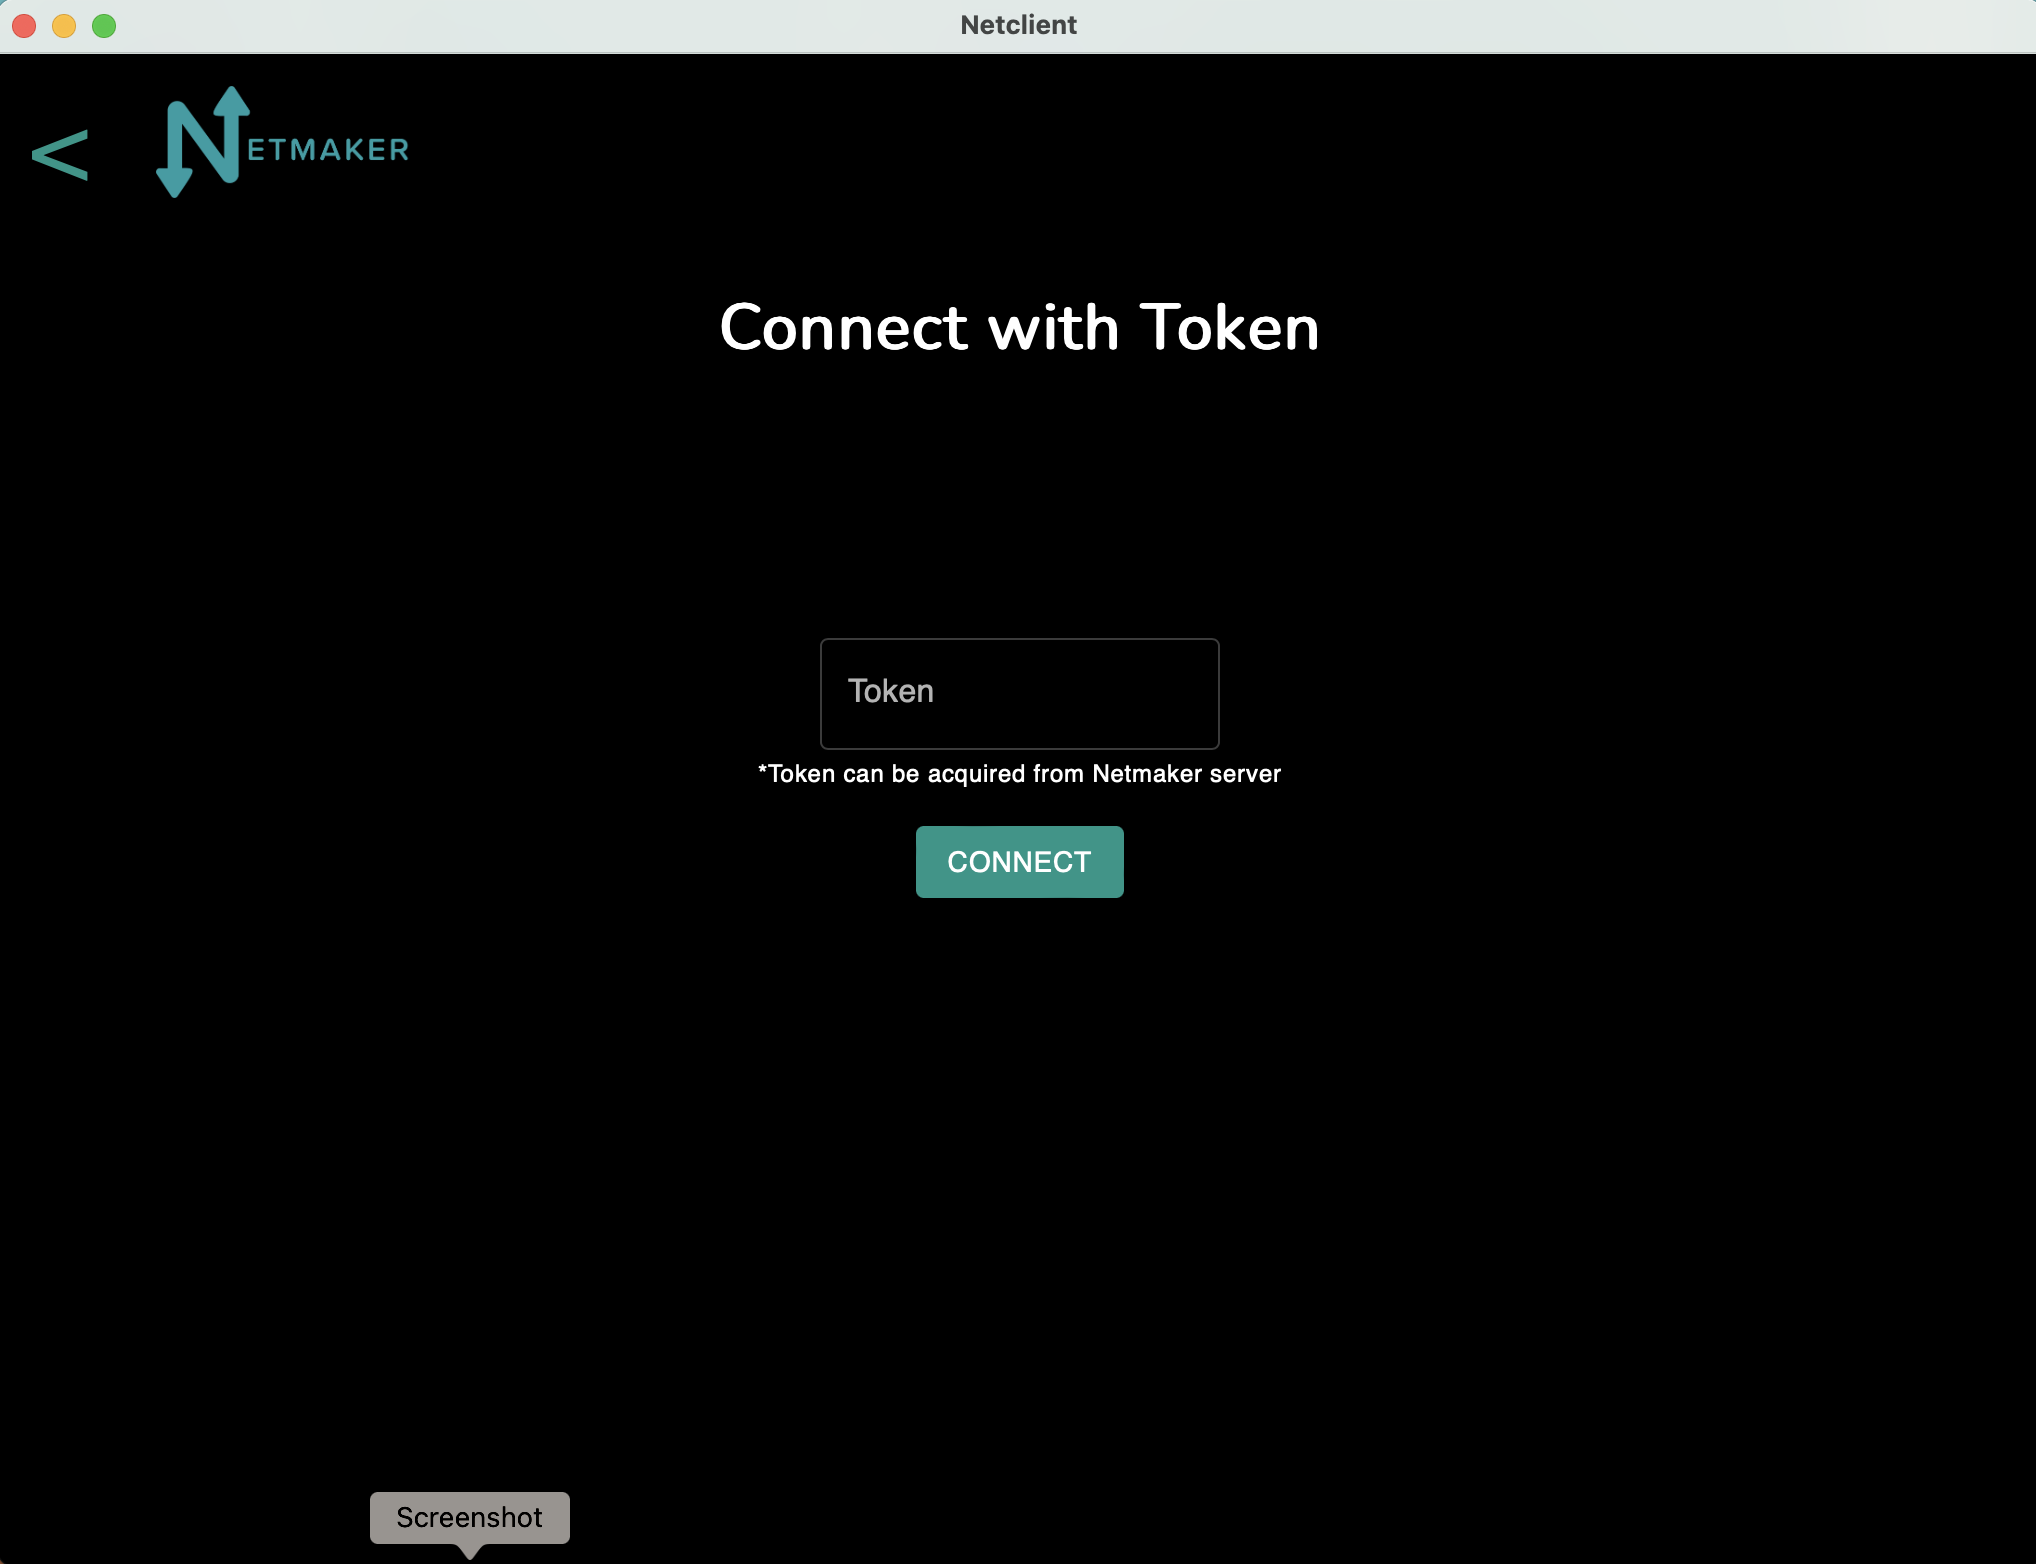 Netclient
<
NETMAKER
Connect with Token
Token
*Token can be acquired from Netmaker server
CONNECT
Screenshot